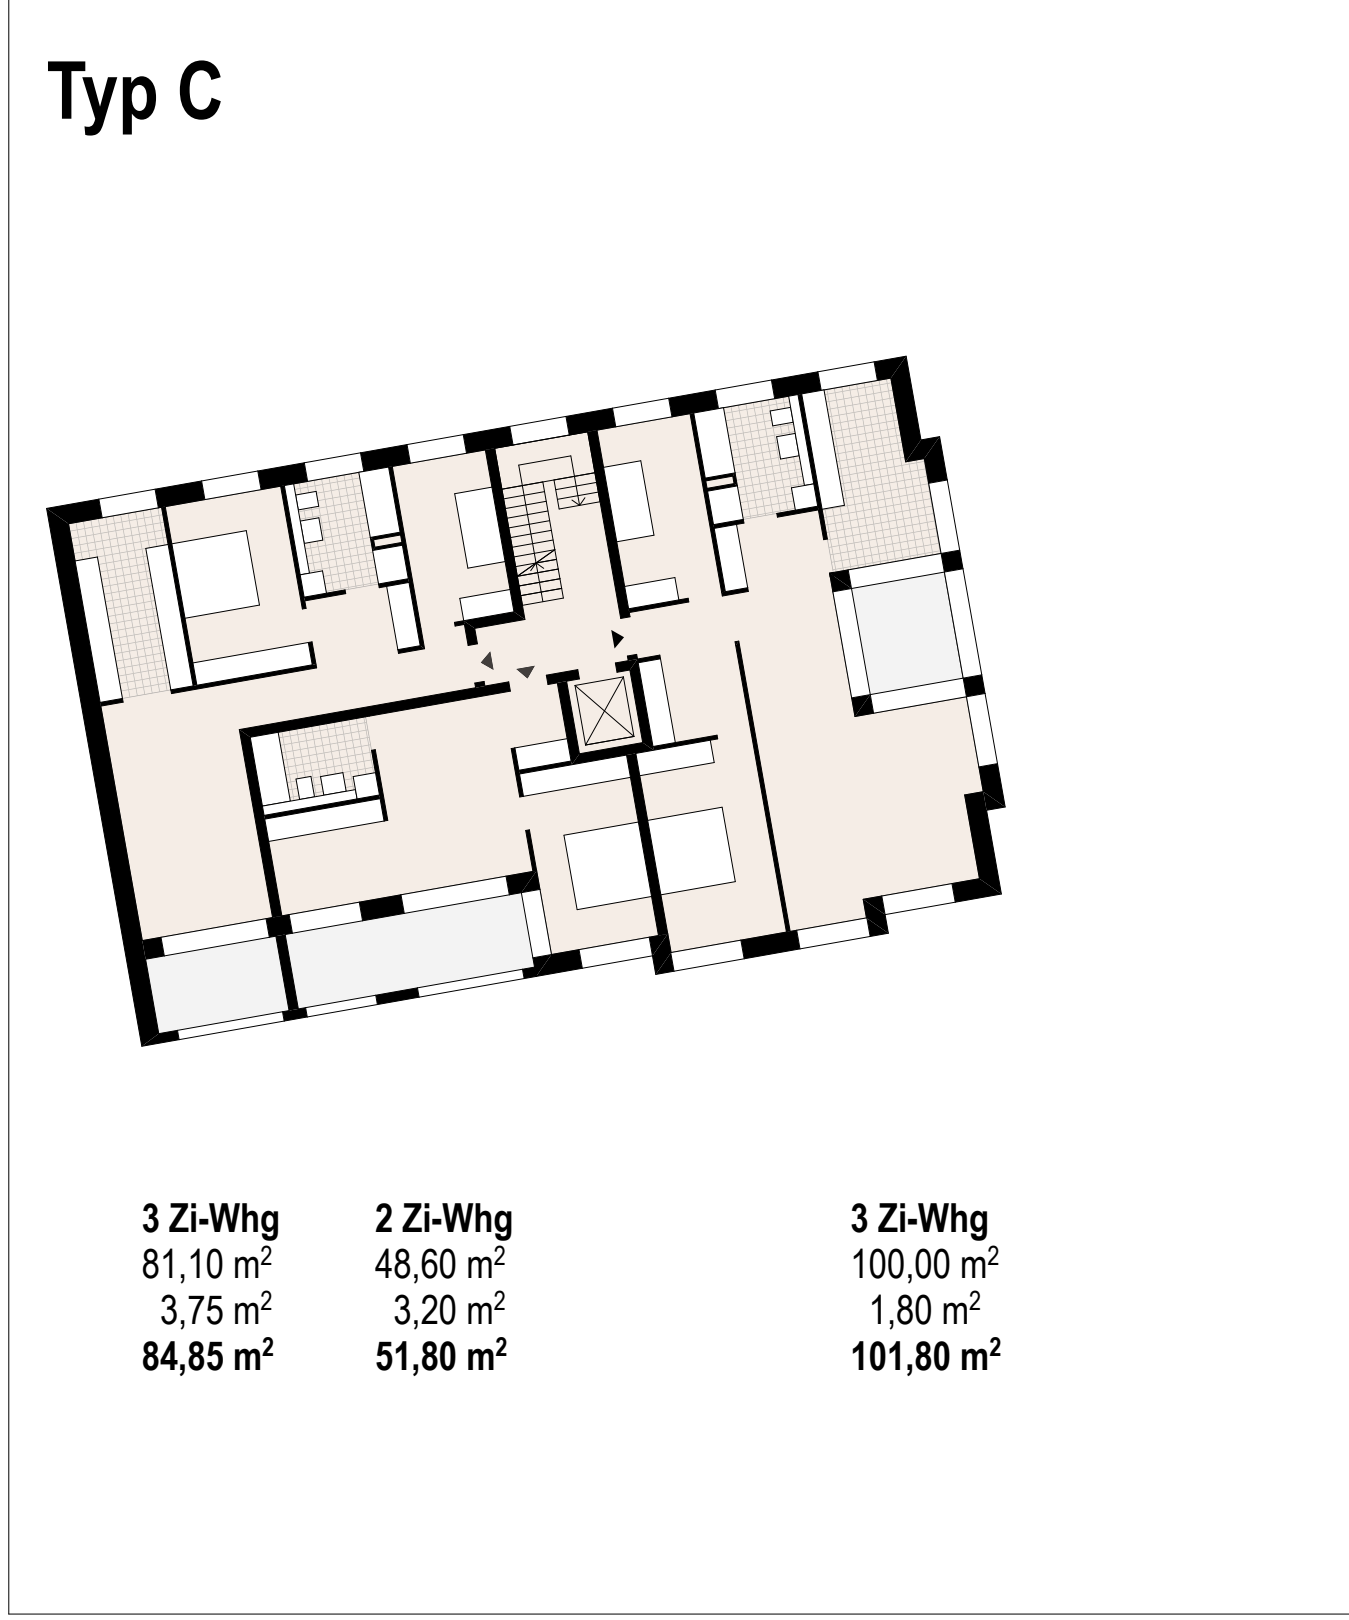 Typ C
3 Zi-Whg
81,10 m²
3,75 m²
84,85 m²
2 Zi-Whg
48,60 m²
3,20 m²
51,80 m²
3 Zi-Whg
100,00 m²
1,80 m²
101,80 m²